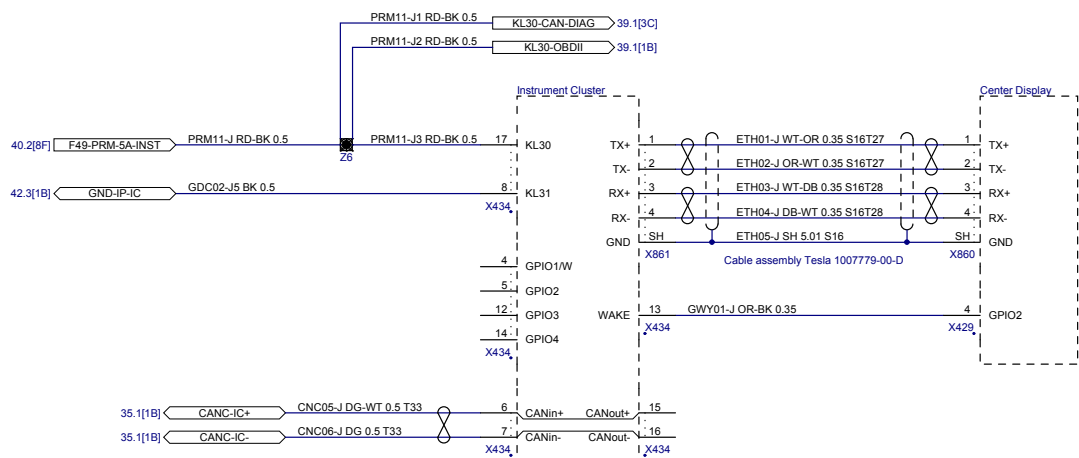 PRM11-J1 RD-BK 0.5
KL30-CAN-DIAG
39.1[3C]
PRM11-J2 RD-BK 0.5
KL30-OBDII
39.1[1B]
Instrument Cluster
Center Display
40.2[8F]
F49-PRM-5A-INST
PRM11-J RD-BK 0.5
Z6
PRM11-J3 RD-BK 0.5
17
KL30
TX+
1
ETH01-J WT-OR 0.35 S16T27
1
TX+
TX-
2
ETH02-J OR-WT 0.35 S16T27
2
TX-
42.3[1B]
GND-IP-IC
GDC02-J5 BK 0.5
8
KL31
X434
RX+
3
ETH03-J WT-DB 0.35 S16T28
3
RX+
RX-
4
ETH04-J DB-WT 0.35 S16T28
4
RX-
GND
SH
ETH05-J SH 5.01 S16
SH
GND
X861
Cable assembly Tesla 1007779-00-D
X860
4
GPIO1/W
5
GPIO2
12
GPIO3
WAKE
13
GWY01-J OR-BK 0.35
4
GPIO2
X434
X429
14
GPIO4
X434
35.1[1B]
CANC-IC+
CNC05-J DG-WT 0.5 T33
6
CANin+
CANout+
15
35.1[1B]
CANC-IC-
CNC06-J DG 0.5 T33
7
CANin-
CANout-
16
X434
X434